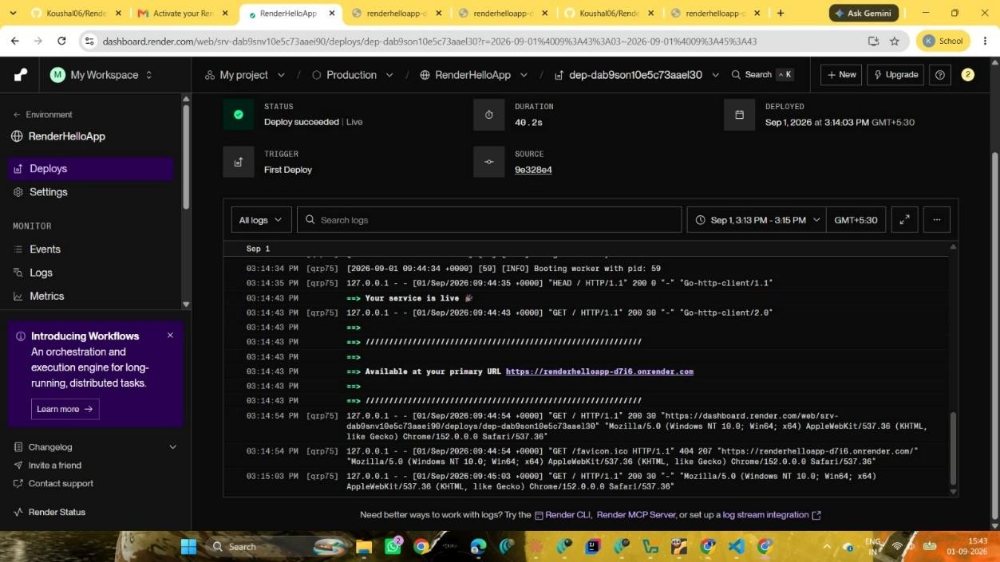 Koushal06/Rende
Activate your Ren
RenderHelloApp
renderhelloapp-d
renderhelloapp-d
Koushal06/Rende
renderhelloapp-d
Ask Gemini
dashboard.render.com/web/srv-dab9snv10e5c73aaei90/deploys/dep-dab9son10e5c73aael30?r=2026-09-01%4009%3A43%3A03~2026-09-01%4009%3A45%3A43
K School
M My Workspace
My project / Production / RenderHelloApp / dep-dab9son10e5c73aael30
Search ^ K
+ New
Upgrade
2
← Environment
RenderHelloApp
Deploys
Settings
MONITOR
Events
Logs
Metrics
Introducing Workflows
An orchestration and
execution engine for long-
running, distributed tasks.
Learn more →
Changelog
Invite a friend
Contact support
Render Status
STATUS
Deploy succeeded | Live
DURATION
40.2s
DEPLOYED
Sep 1, 2026 at 3:14:03 PM GMT+5:30
TRIGGER
First Deploy
SOURCE
9e328e4
All logs
Search logs
Sep 1, 3:13 PM - 3:15 PM
GMT+5:30
...
Sep 1
03:14:34 PM [qrp75] [2026-09-01 09:44:34 +0000] [59] [INFO] Booting worker with pid: 59
03:14:35 PM [qrp75] 127.0.0.1 - - [01/Sep/2026:09:44:35 +0000] "HEAD / HTTP/1.1" 200 0 "-" "Go-http-client/1.1"
03:14:43 PM ==> Your service is live 🎉
03:14:43 PM [qrp75] 127.0.0.1 - - [01/Sep/2026:09:44:43 +0000] "GET / HTTP/1.1" 200 30 "-" "Go-http-client/2.0"
03:14:43 PM ==>
03:14:43 PM ==> ///////////////////////////////////////////////////////////
03:14:43 PM ==>
03:14:43 PM ==> Available at your primary URL https://renderhelloapp-d7i6.onrender.com
03:14:43 PM ==>
03:14:43 PM ==> ///////////////////////////////////////////////////////////
03:14:54 PM [qrp75] 127.0.0.1 - - [01/Sep/2026:09:44:54 +0000] "GET / HTTP/1.1" 200 30 "https://dashboard.render.com/web/srv-
dab9snv10e5c73aaei90/deploys/dep-dab9son10e5c73aael30" "Mozilla/5.0 (Windows NT 10.0; Win64; x64) AppleWebKit/537.36 (KHTML,
like Gecko) Chrome/152.0.0.0 Safari/537.36"
03:14:54 PM [qrp75] 127.0.0.1 - - [01/Sep/2026:09:44:54 +0000] "GET /favicon.ico HTTP/1.1" 404 207 "https://renderhelloapp-d7i6.onrender.com/"
"Mozilla/5.0 (Windows NT 10.0; Win64; x64) AppleWebKit/537.36 (KHTML, like Gecko) Chrome/152.0.0.0 Safari/537.36"
03:15:03 PM [qrp75] 127.0.0.1 - - [01/Sep/2026:09:45:03 +0000] "GET / HTTP/1.1" 200 30 "-" "Mozilla/5.0 (Windows NT 10.0; Win64; x64)
AppleWebKit/537.36 (KHTML, like Gecko) Chrome/152.0.0.0 Safari/537.36"
Need better ways to work with logs? Try the Render CLI, Render MCP Server, or set up a log stream integration
Search
2
ENG
IN
15:43
01-09-2026